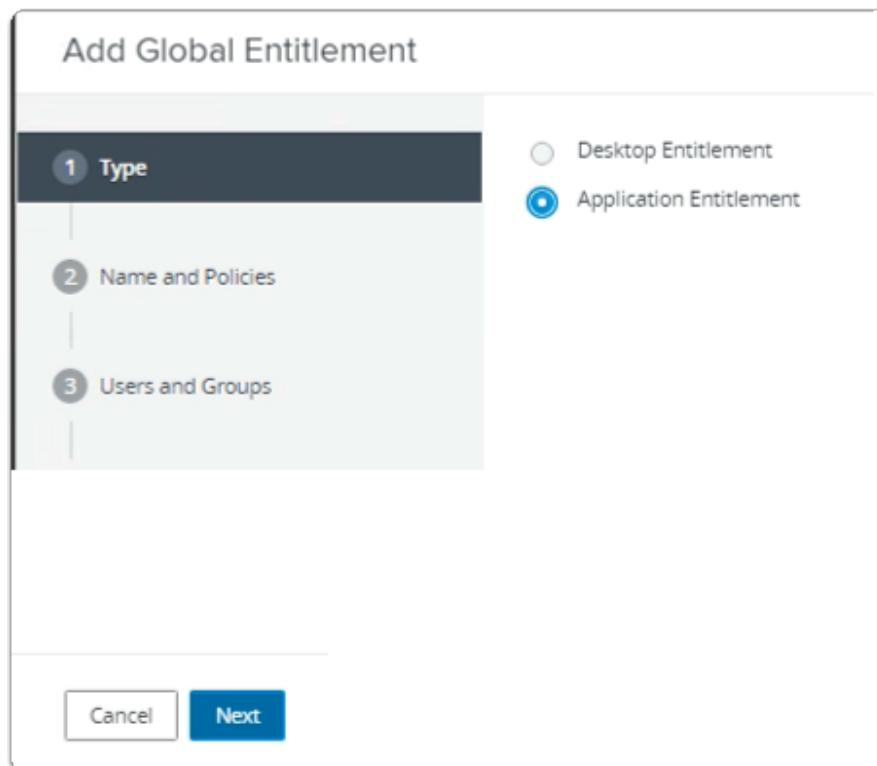 Add Global Entitlement
1 Type
Desktop Entitlement
Application Entitlement
2 Name and Policies
3 Users and Groups
Cancel
Next